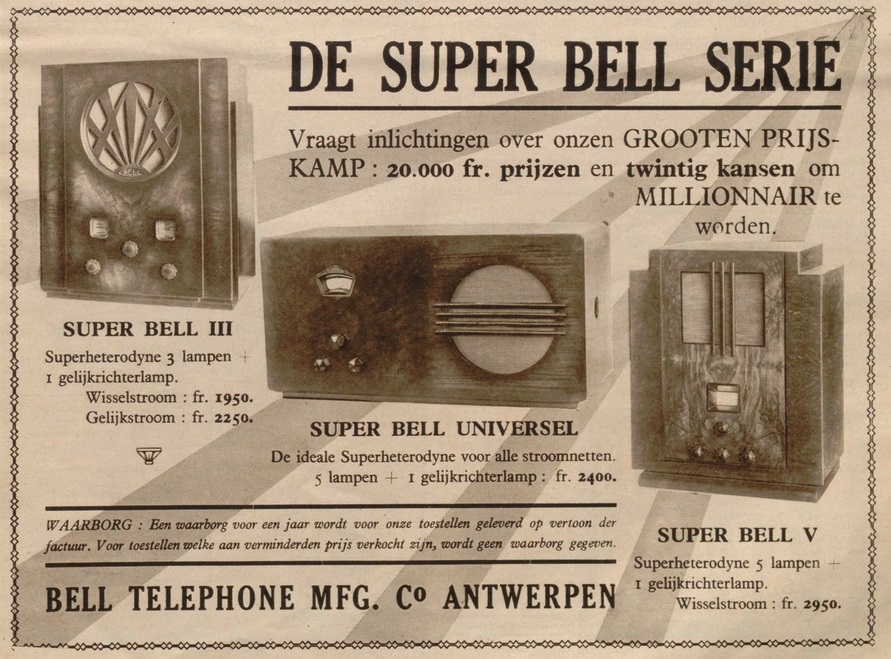 DE SUPER BELL SERIE
Vraagt inlichtingen over onzen GROOTEN PRIJS-
KAMP : 20.000 fr. prijzen en twintig kansen om
MILLIONNAIR te
worden.
BELL
SUPER BELL III
Superheterodyne 3 lampen +
1 gelijkrichterlamp.
Wisselstroom : fr. 1950.
Gelijkstroom : fr. 2250.
SUPER BELL UNIVERSEL
De ideale Superheterodyne voor alle stroomnetten.
5 lampen + 1 gelijkrichterlamp : fr. 2400.
SUPER BELL V
Superheterodyne 5 lampen +
1 gelijkrichterlamp.
Wisselstroom : fr. 2950.
WAARBORG : Een waarborg voor een jaar wordt voor onze toestellen geleverd op vertoon der
factuur. Voor toestellen welke aan verminderden prijs verkocht zijn, wordt geen waarborg gegeven.
BELL TELEPHONE MFG. Co ANTWERPEN